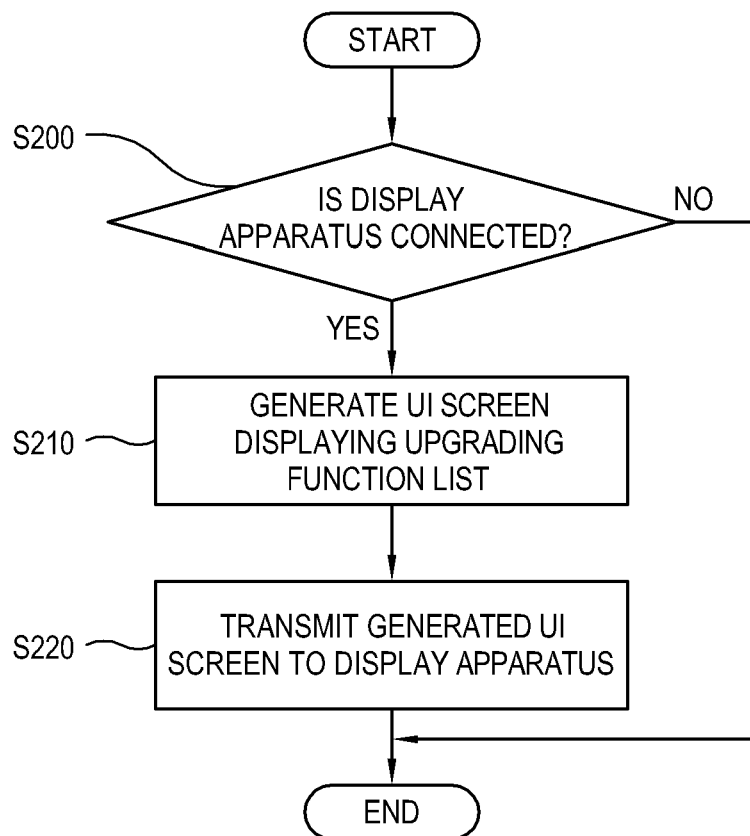 START
S200
IS DISPLAY
APPARATUS CONNECTED?
NO
YES
S210
GENERATE UI SCREEN
DISPLAYING UPGRADING
FUNCTION LIST
S220
TRANSMIT GENERATED UI
SCREEN TO DISPLAY APPARATUS
END